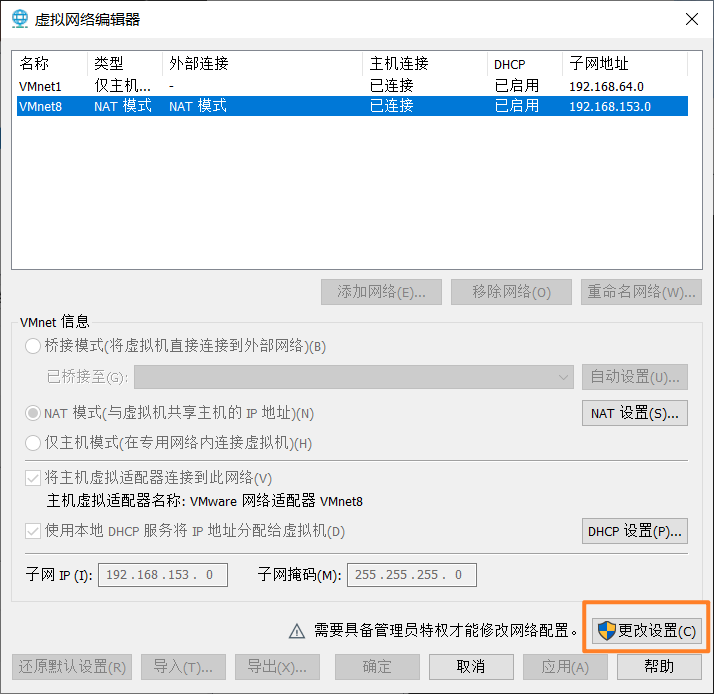 虚拟网络编辑器
名称 类型 外部连接 主机连接 DHCP 子网地址
VMnet1 仅主机... - 已连接 已启用 192.168.64.0
VMnet8 NAT 模式 NAT 模式 已连接 已启用 192.168.153.0
添加网络(E)... 移除网络(O) 重命名网络(W)...
VMnet 信息
桥接模式(将虚拟机直接连接到外部网络)(B)
已桥接至(G): 自动设置(U)...
NAT 模式(与虚拟机共享主机的 IP 地址)(N) NAT 设置(S)...
仅主机模式(在专用网络内连接虚拟机)(H)
将主机虚拟适配器连接到此网络(V)
主机虚拟适配器名称: VMware 网络适配器 VMnet8
使用本地 DHCP 服务将 IP 地址分配给虚拟机(D) DHCP 设置(P)...
子网 IP (I): 192 . 168 . 153 . 0 子网掩码(M): 255 . 255 . 255 . 0
需要具备管理员特权才能修改网络配置。 更改设置(C)
还原默认设置(R) 导入(T)... 导出(X)... 确定 取消 应用(A) 帮助